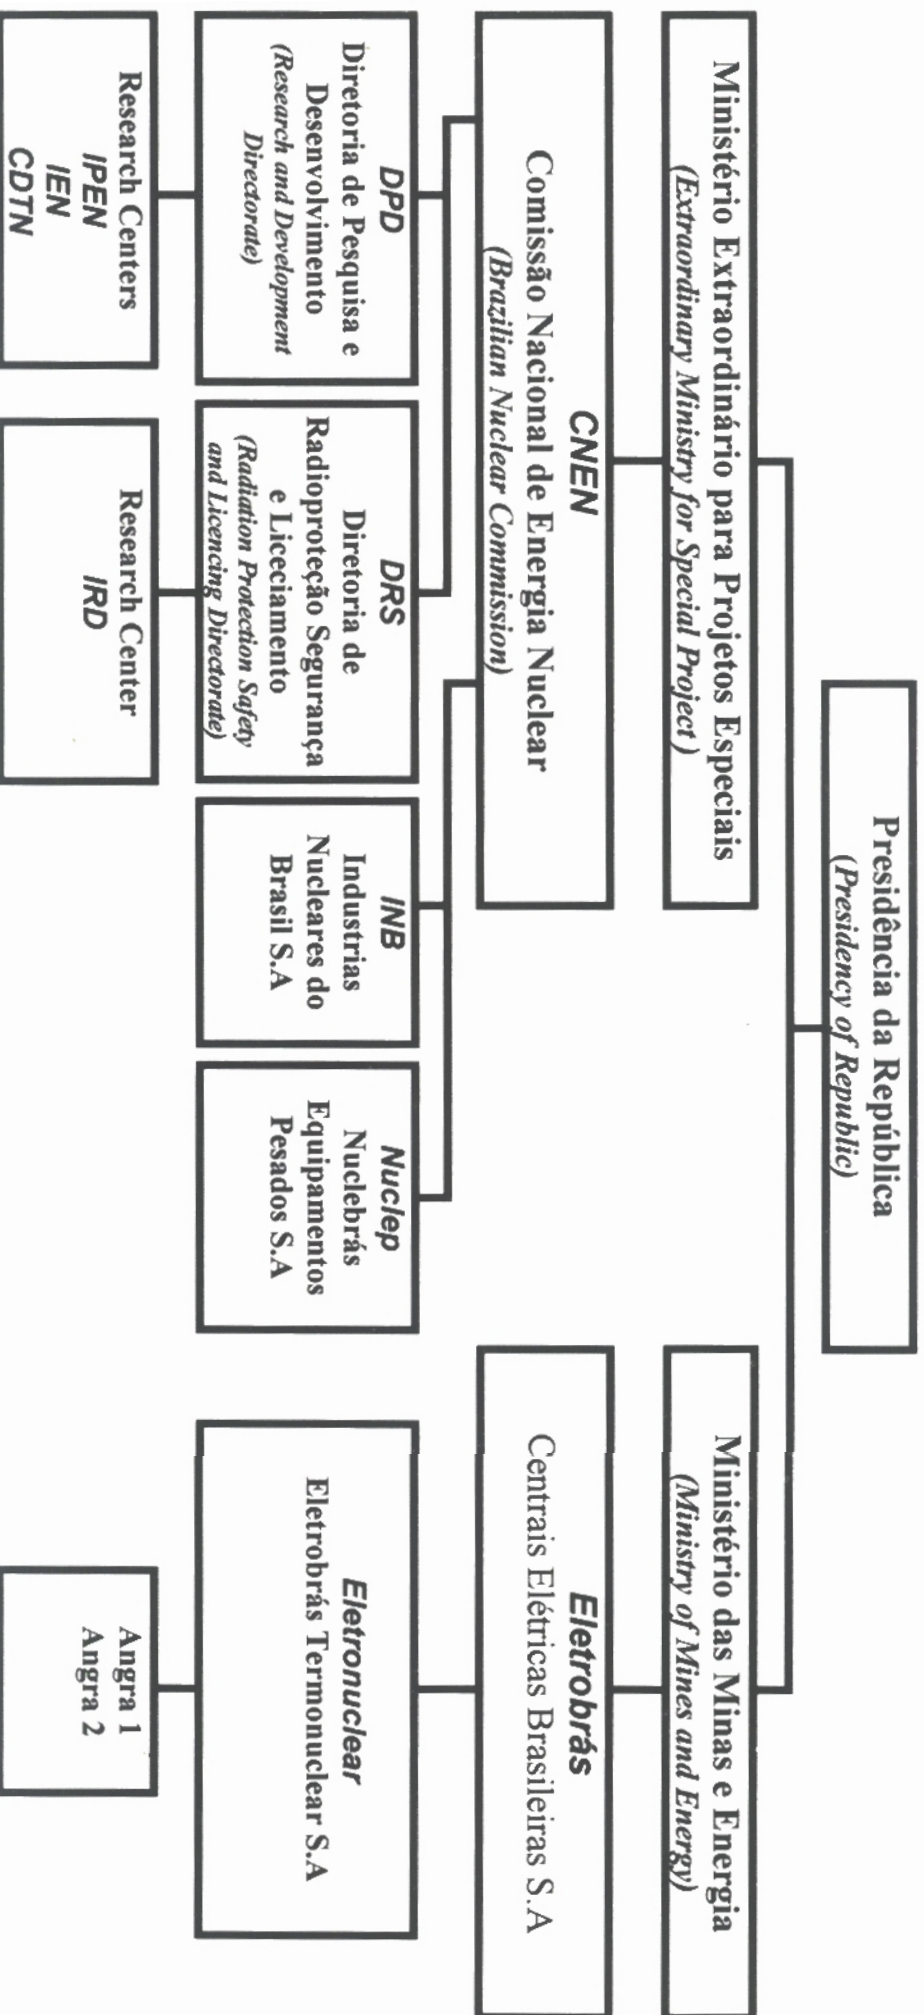 Presidência da República
(Presidency of Republic)
Ministério Extraordinário para Projetos Especiais
(Extraordinary Ministry for Special Project )
Ministério das Minas e Energia
(Ministry of Mines and Energy)
CNEN
Comissão Nacional de Energia Nuclear
(Brazilian Nuclear Commission)
Eletrobrás
Centrais Elétricas Brasileiras S.A
DPD
Diretoria de Pesquisa e
Desenvolvimento
(Research and Development
Directorate)
DRS
Diretoria de
Radioproteção Segurança
e Liceciamento
(Radiation Protection Safety
and Licencing Directorate)
INB
Industrias
Nucleares do
Brasil S.A
Nuclep
Nuclebrás
Equipamentos
Pesados S.A
Eletronuclear
Eletrobrás Termonuclear S.A
Research Centers
IPEN
IEN
CDTN
Research Center
IRD
Angra 1
Angra 2